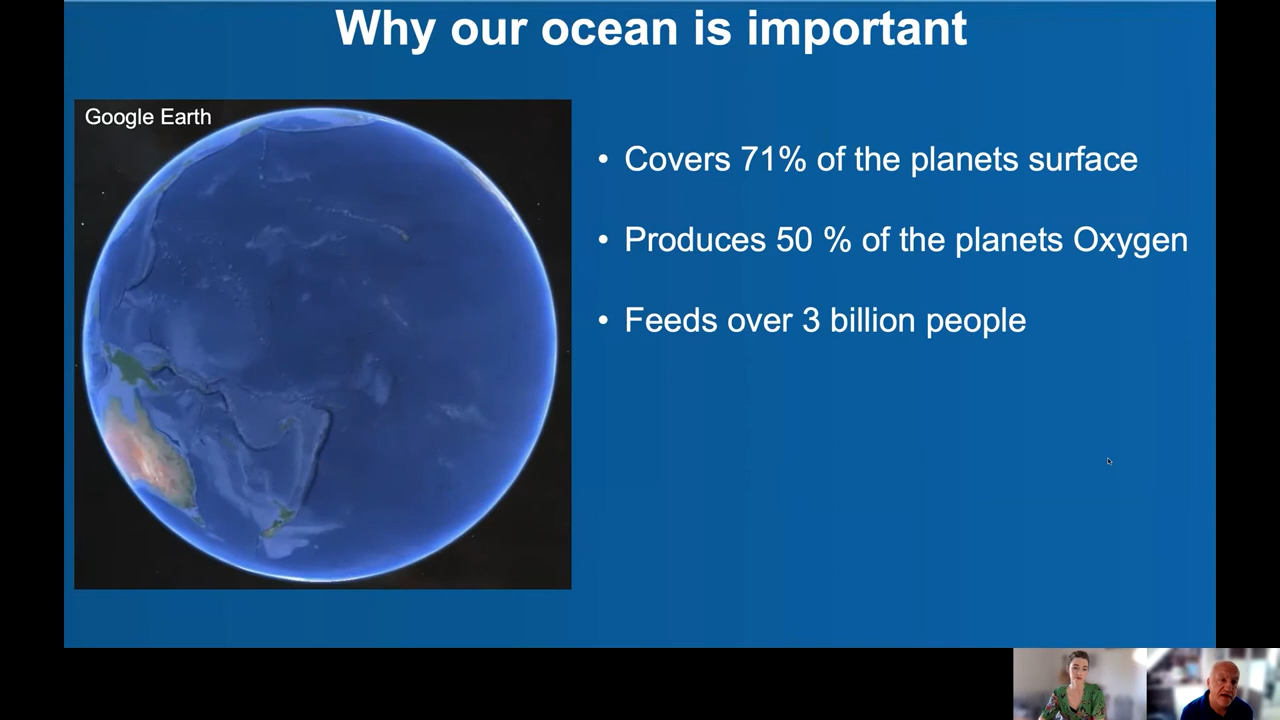 Why our ocean is important
Google Earth
• Covers 71% of the planets surface
• Produces 50 % of the planets Oxygen
• Feeds over 3 billion people